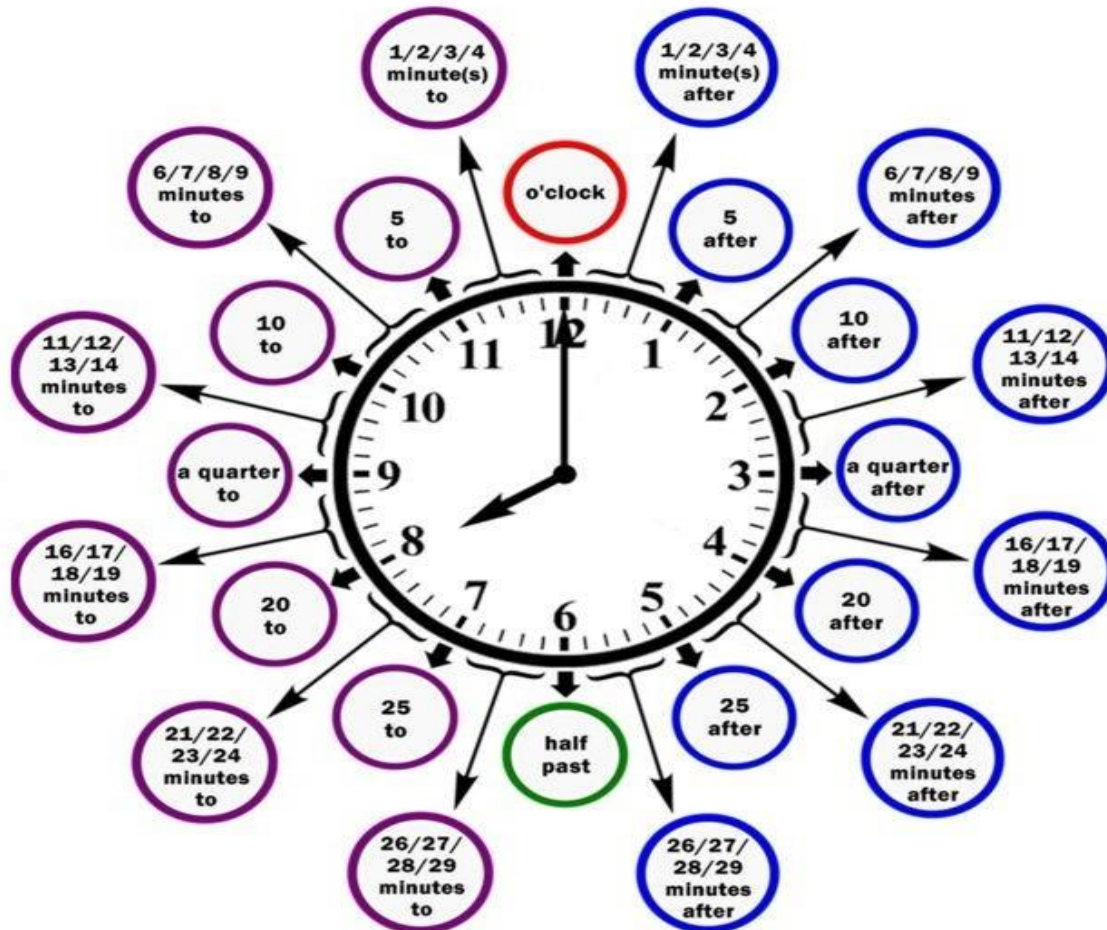 1/2/3/4
minute(s)
to
1/2/3/4
minute(s)
after
6/7/8/9
minutes
to
5
to
o'clock
5
after
6/7/8/9
minutes
after
10
to
10
after
11/12/
13/14
minutes
to
11/12/
13/14
minutes
after
a quarter
to
a quarter
after
16/17/
18/19
minutes
to
16/17/
18/19
minutes
after
20
to
20
after
21/22/
23/24
minutes
to
25
to
half
past
25
after
21/22/
23/24
minutes
after
26/27/
28/29
minutes
to
26/27/
28/29
minutes
after
12
1
2
3
4
5
6
7
8
9
10
11